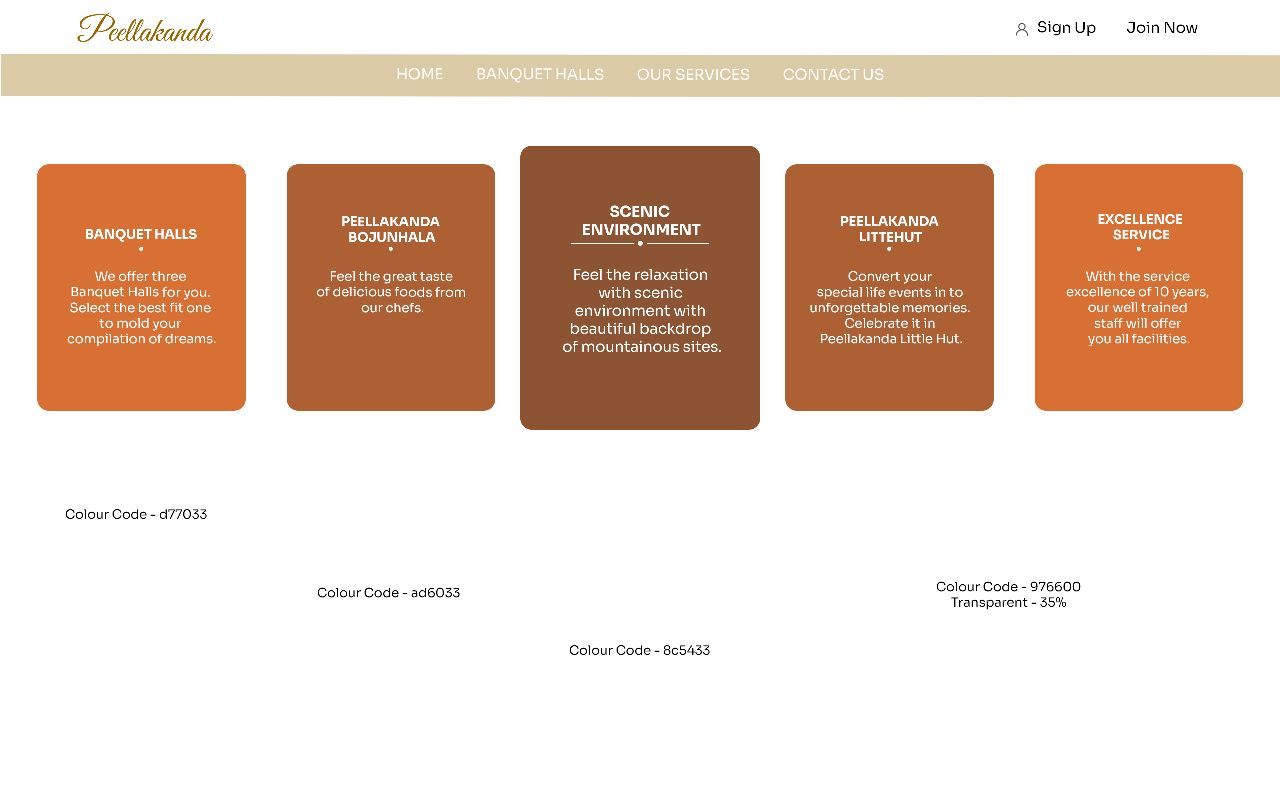 Peellakanda
Sign Up
Join Now
HOME
BANQUET HALLS
OUR SERVICES
CONTACT US
BANQUET HALLS
We offer three
Banquet Halls for you.
Select the best fit one
to mold your
compilation of dreams.
PEELLAKANDA
BOJUNHALA
Feel the great taste
of delicious foods from
our chefs.
SCENIC
ENVIRONMENT
Feel the relaxation
with scenic
environment with
beautiful backdrop
of mountainous sites.
PEELLAKANDA
LITTEHUT
Convert your
special life events in to
unforgettable memories.
Celebrate it in
Peellakanda Little Hut.
EXCELLENCE
SERVICE
With the service
excellence of 10 years,
our well trained
staff will offer
you all facilities.
Colour Code - d77033
Colour Code - ad6033
Colour Code - 8c5433
Colour Code - 976600
Transparent - 35%